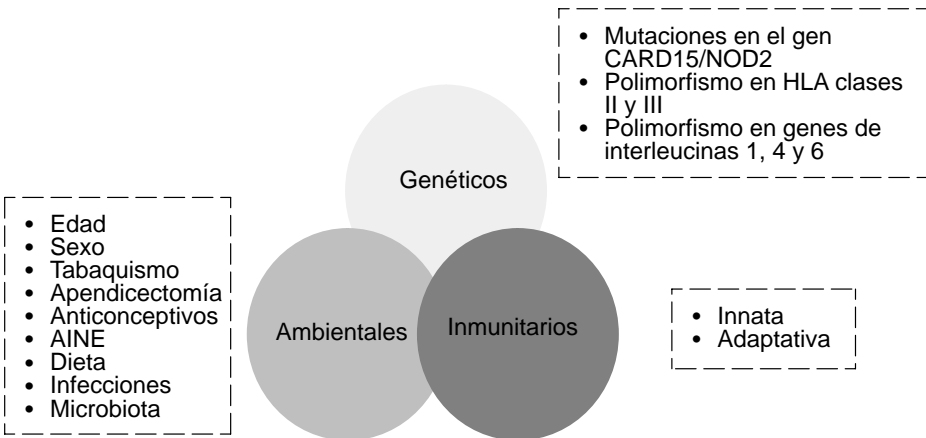 • Mutaciones en el gen
CARD15/NOD2
• Polimorfismo en HLA clases
II y III
• Polimorfismo en genes de
interleucinas 1, 4 y 6
Genéticos
• Edad
• Sexo
• Tabaquismo
• Apendicectomía
• Anticonceptivos
• AINE
• Dieta
• Infecciones
• Microbiota
Ambientales
Inmunitarios
• Innata
• Adaptativa